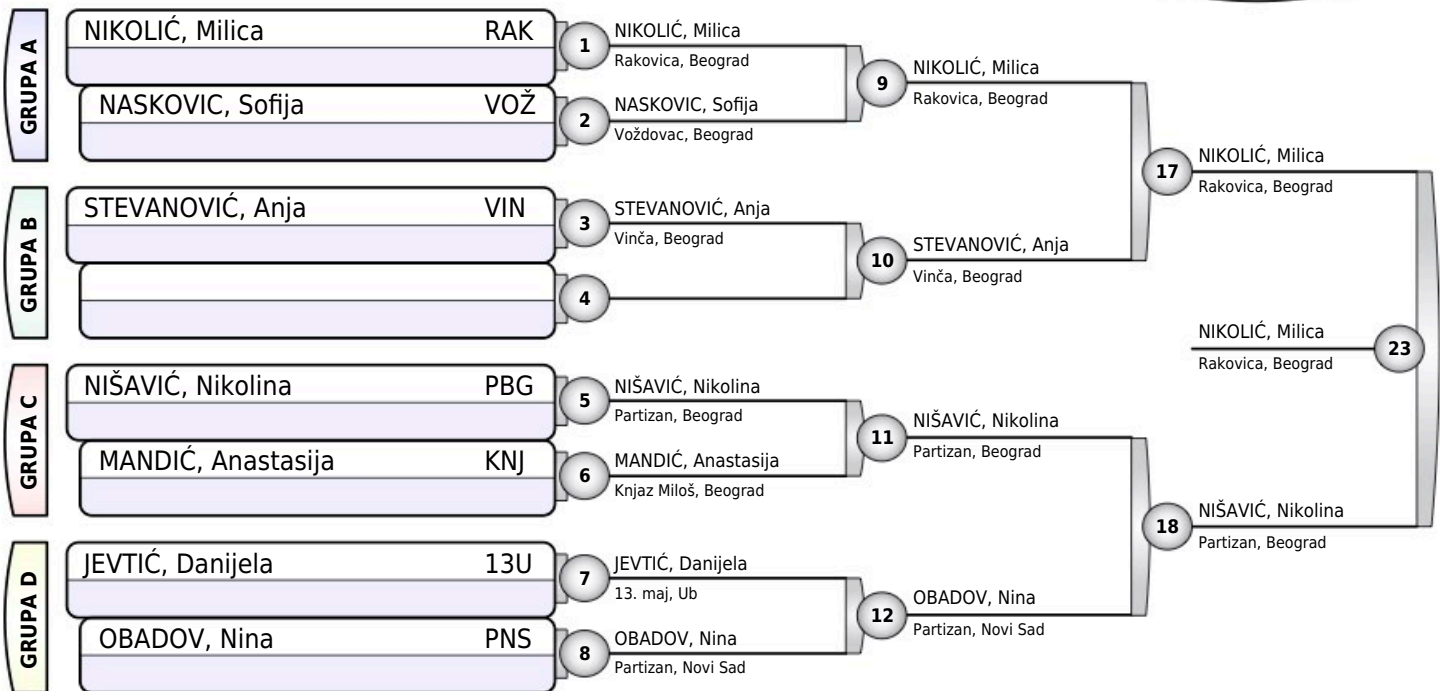 GRUPA A
NIKOLIĆ, Milica RAK
NASKOVIC, Sofija VOŽ
GRUPA B
STEVANOVIĆ, Anja VIN
GRUPA C
NIŠAVIĆ, Nikolina PBG
MANDIĆ, Anastasija KNJ
GRUPA D
JEVTIĆ, Danijela 13U
OBADOV, Nina PNS
1
NIKOLIĆ, Milica
Rakovica, Beograd
2
NASKOVIC, Sofija
Voždovac, Beograd
3
STEVANOVIĆ, Anja
Vinča, Beograd
4
5
NIŠAVIĆ, Nikolina
Partizan, Beograd
6
MANDIĆ, Anastasija
Knjaz Miloš, Beograd
7
JEVTIĆ, Danijela
13. maj, Ub
8
OBADOV, Nina
Partizan, Novi Sad
9
NIKOLIĆ, Milica
Rakovica, Beograd
10
STEVANOVIĆ, Anja
Vinča, Beograd
11
NIŠAVIĆ, Nikolina
Partizan, Beograd
12
OBADOV, Nina
Partizan, Novi Sad
17
NIKOLIĆ, Milica
Rakovica, Beograd
18
NIŠAVIĆ, Nikolina
Partizan, Beograd
NIKOLIĆ, Milica
Rakovica, Beograd
23